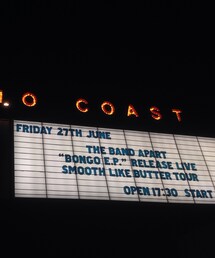 O COAST
FRIDAY 27TH JUNE
THE BAND APART
"BONGO E.P." RELEASE LIVE
SMOOTH LIKE BUTTER TOUR
OPEN 17:30 START